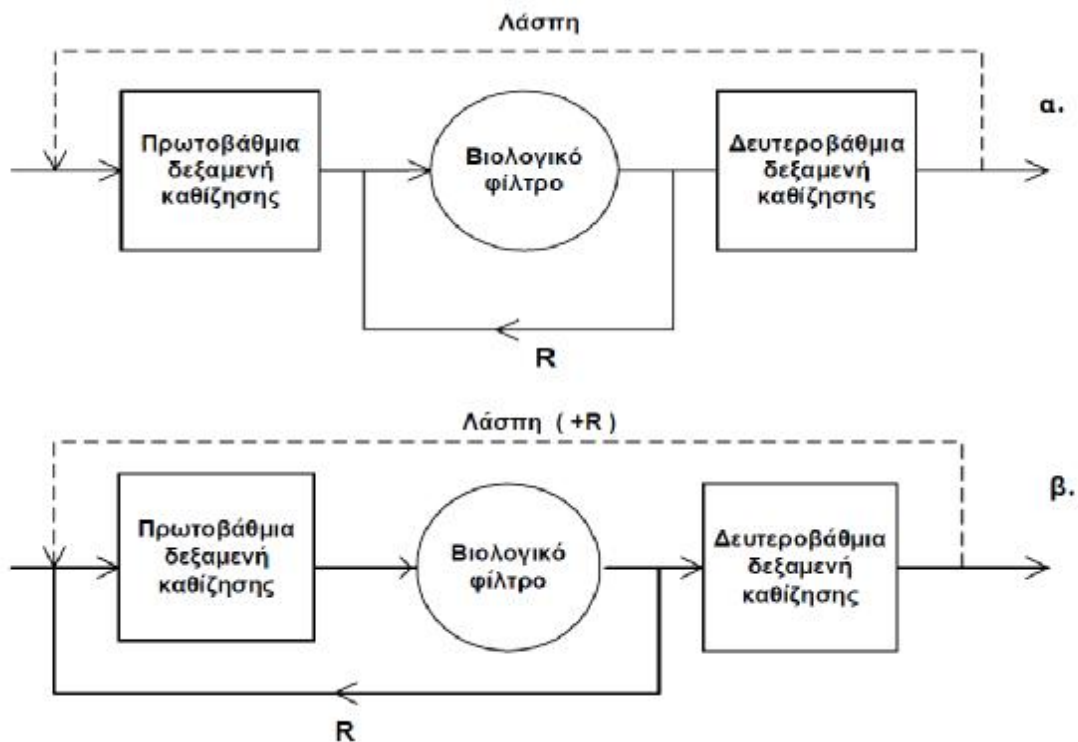 Λάσπη
α.
Πρωτοβάθμια
δεξαμενή
καθίζησης
Βιολογικό
φίλτρο
Δευτεροβάθμια
δεξαμενή
καθίζησης
R
Λάσπη ( +R )
β.
Πρωτοβάθμια
δεξαμενή
καθίζησης
Βιολογικό
φίλτρο
Δευτεροβάθμια
δεξαμενή
καθίζησης
R